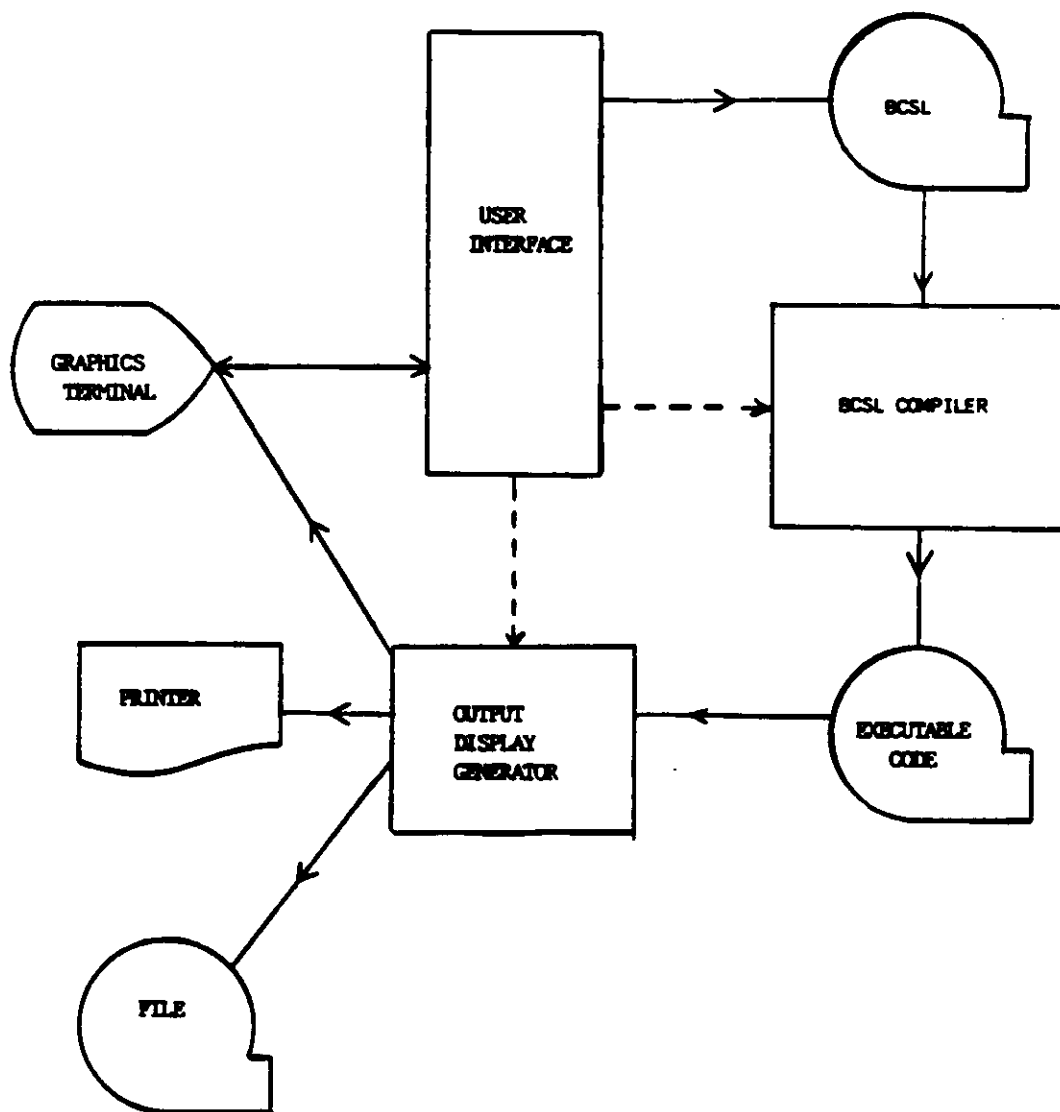 BCSL
USER
INTERFACE
GRAPHICS
TERMINAL
BCSL COMPILER
PRINTER
OUTPUT
DISPLAY
GENERATOR
EXECUTABLE
CODE
FILE